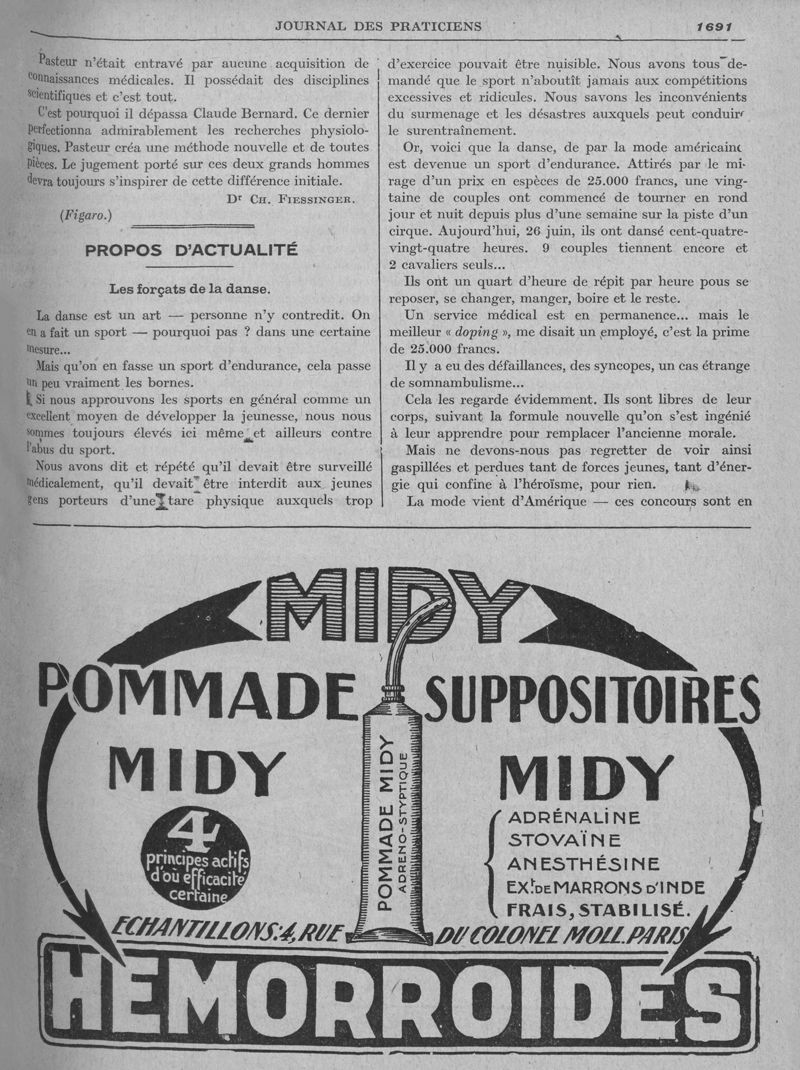 JOURNAL DES PRATICIENS 1691
Pasteur n'était entravé par aucune acquisition de
connaissances médicales. Il possédait des disciplines
scientifiques et c'est tout.
C'est pourquoi il dépassa Claude Bernard. Ce dernier
perfectionna admirablement les recherches physiolo-
giques. Pasteur créa une méthode nouvelle et de toutes
pièces. Le jugement porté sur ces deux grands hommes
devra toujours s'inspirer de cette différence initiale.
Dr CH. FIESSINGER.
(Figaro.)
PROPOS D'ACTUALITÉ
Les forçats de la danse.
La danse est un art — personne n'y contredit. On
en a fait un sport — pourquoi pas ? dans une certaine
mesure...
Mais qu'on en fasse un sport d'endurance, cela passe
un peu vraiment les bornes.
Si nous approuvons les sports en général comme un
excellent moyen de développer la jeunesse, nous nous
sommes toujours élevés ici même et ailleurs contre
l'abus du sport.
Nous avons dit et répété qu'il devait être surveillé
médicalement, qu'il devait être interdit aux jeunes
gens porteurs d'une tare physique auxquels trop
d'exercice pouvait être nuisible. Nous avons tous de-
mandé que le sport n'aboutît jamais aux compétitions
excessives et ridicules. Nous savons les inconvénients
du surmenage et les désastres auxquels peut conduire
le surentraînement.
Or, voici que la danse, de par la mode américaine
est devenue un sport d'endurance. Attirés par le mi-
rage d'un prix en espèces de 25.000 francs, une ving-
taine de couples ont commencé de tourner en rond
jour et nuit depuis plus d'une semaine sur la piste d'un
cirque. Aujourd'hui, 26 juin, ils ont dansé cent-quatre-
vingt-quatre heures. 9 couples tiennent encore et
2 cavaliers seuls...
Ils ont un quart d'heure de répit par heure pous se
reposer, se changer, manger, boire et le reste.
Un service médical est en permanence... mais le
meilleur « doping », me disait un employé, c'est la prime
de 25.000 francs.
Il y a eu des défaillances, des syncopes, un cas étrange
de somnambulisme...
Cela les regarde évidemment. Ils sont libres de leur
corps, suivant la formule nouvelle qu'on s'est ingénié
à leur apprendre pour remplacer l'ancienne morale.
Mais ne devons-nous pas regretter de voir ainsi
gaspillées et perdues tant de forces jeunes, tant d'éner-
gie qui confine à l'héroïsme, pour rien.
La mode vient d'Amérique — ces concours sont en
MIDY
POMMADE SUPPOSITOIRES
MIDY
4
principes actifs
d'où efficacité
certaine
POMMADE MIDY
ADRENO-STYPTIQUE
POMMADE MIDY
ADRENO-STYPTIQUE
MIDY
ADRÉNALINE
STOVAÏNE
ANESTHÉSINE
EXt. DE MARRONS D'INDE
FRAIS, STABILISÉ.
ECHANTILLONS: 4, RUE DU COLONEL MOLL. PARIS
HEMORROIDES